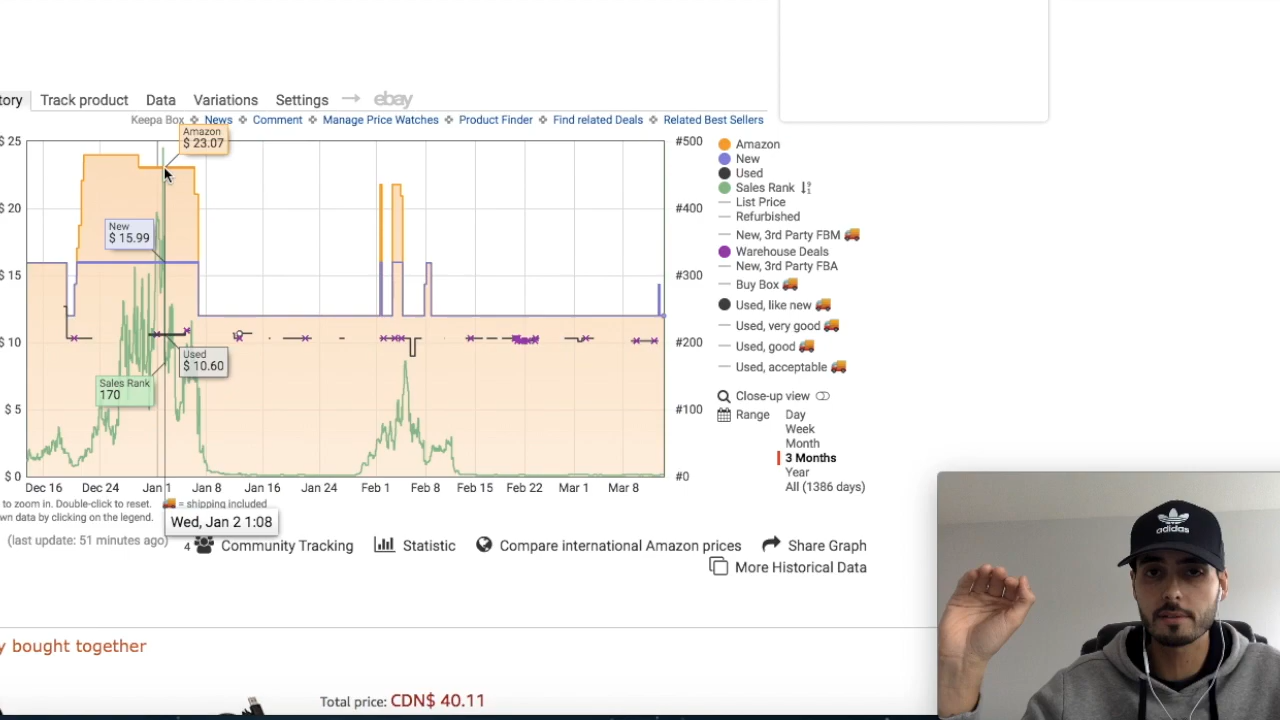 tory Track product Data Variations Settings → ebay
Keepa Box ❖ News ❖ Comment ❖ Manage Price Watches ❖ Product Finder ❖ Find related Deals ❖ Related Best Sellers
Amazon
$ 23.07
New
$ 15.99
Used
$ 10.60
Sales Rank
170
$ 25
$ 20
$ 15
$ 10
$ 5
$ 0
#500
#400
#300
#200
#100
#0
Dec 16 Dec 24 Jan 1 Jan 8 Jan 16 Jan 24 Feb 1 Feb 8 Feb 15 Feb 22 Mar 1 Mar 8
Wed, Jan 2 1:08
Amazon
New
Used
Sales Rank
List Price
Refurbished
New, 3rd Party FBM
Warehouse Deals
New, 3rd Party FBA
Buy Box
Used, like new
Used, very good
Used, good
Used, acceptable
Close-up view
Range
Day
Week
Month
3 Months
Year
All (1386 days)
to zoom in. Double-click to reset. = shipping included
wn data by clicking on the legend.
(last update: 51 minutes ago)
4 Community Tracking Statistic Compare international Amazon prices Share Graph
More Historical Data
y bought together
Total price: CDN$ 40.11
adidas